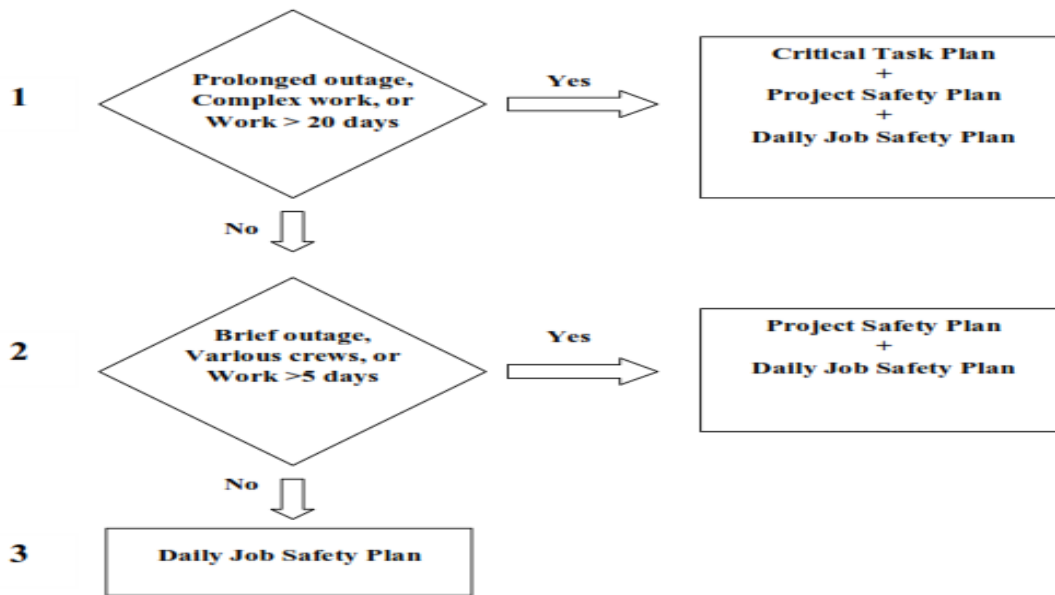 1
Prolonged outage,
Complex work, or
Work > 20 days
Yes
Critical Task Plan
+
Project Safety Plan
+
Daily Job Safety Plan
No
2
Brief outage,
Various crews, or
Work >5 days
Yes
Project Safety Plan
+
Daily Job Safety Plan
No
3
Daily Job Safety Plan